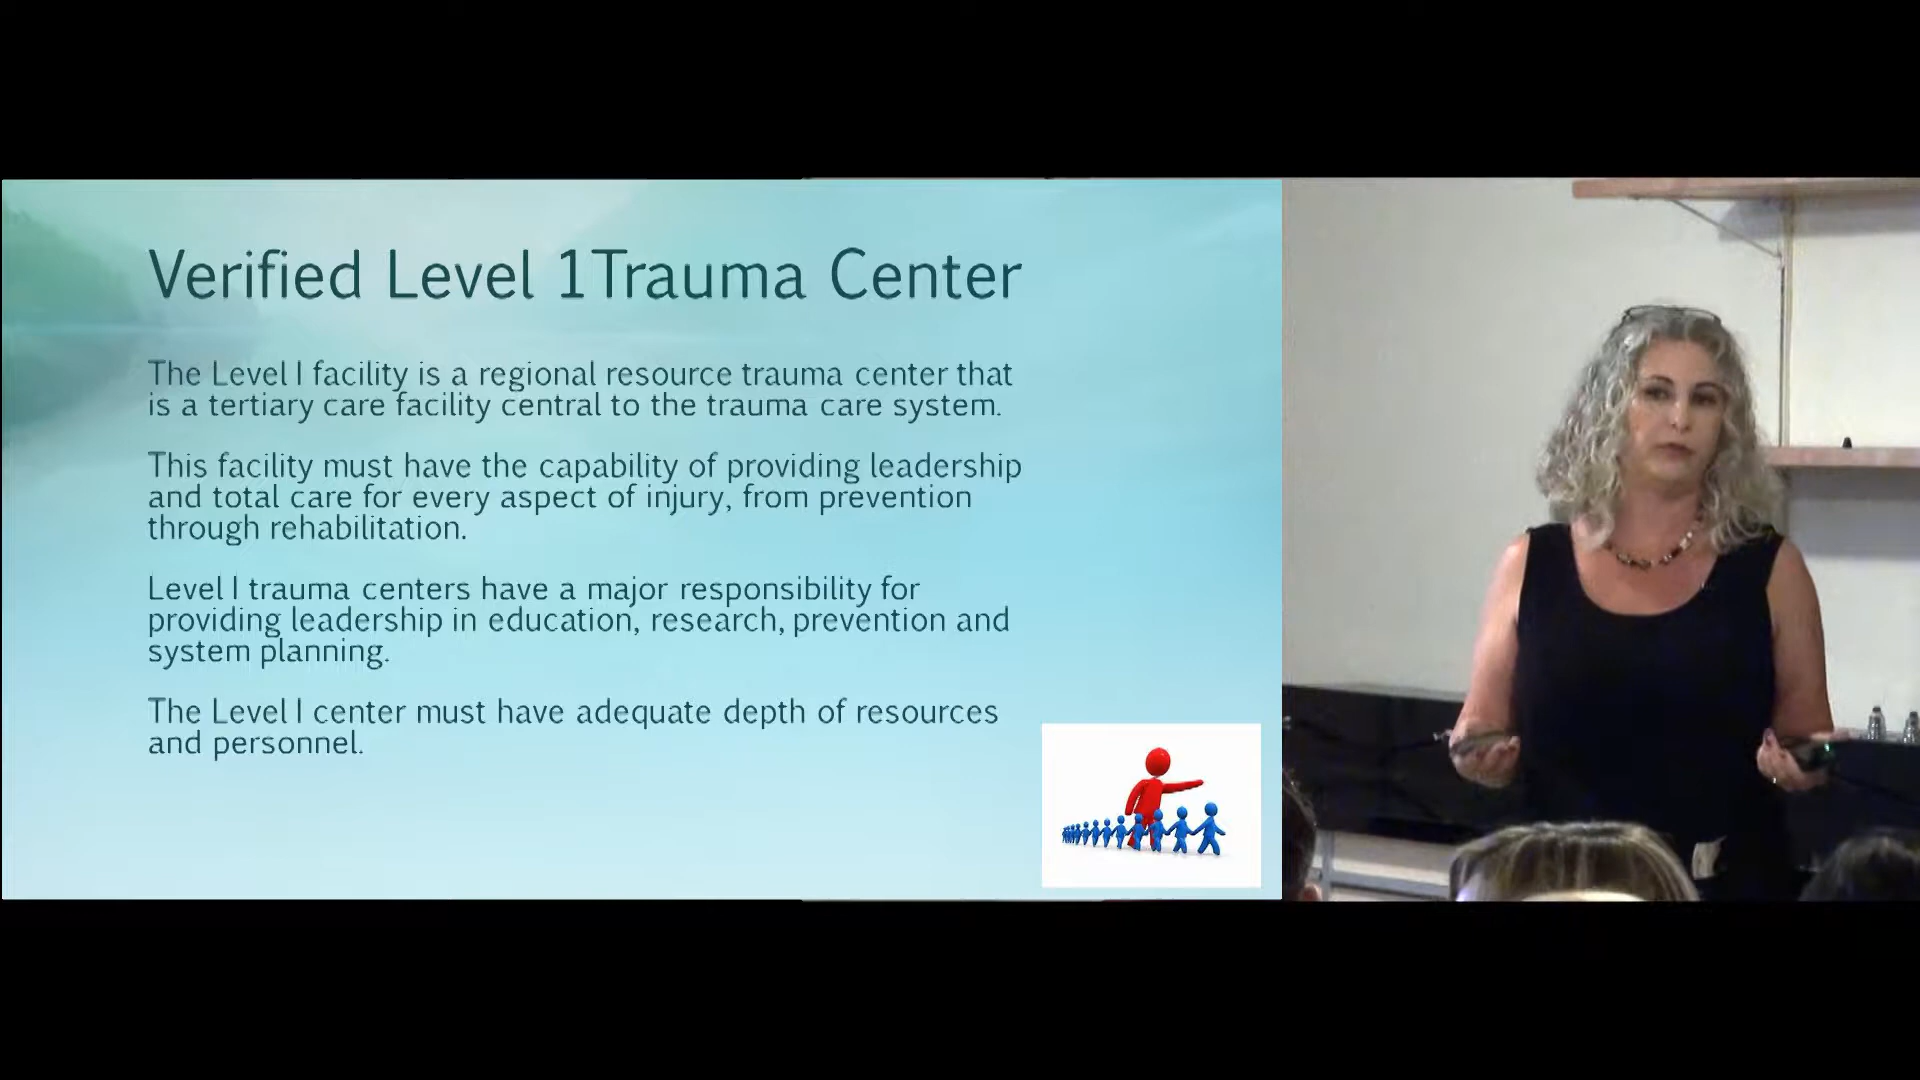 Verified Level 1Trauma Center
The Level I facility is a regional resource trauma center that
is a tertiary care facility central to the trauma care system.
This facility must have the capability of providing leadership
and total care for every aspect of injury, from prevention
through rehabilitation.
Level I trauma centers have a major responsibility for
providing leadership in education, research, prevention and
system planning.
The Level I center must have adequate depth of resources
and personnel.